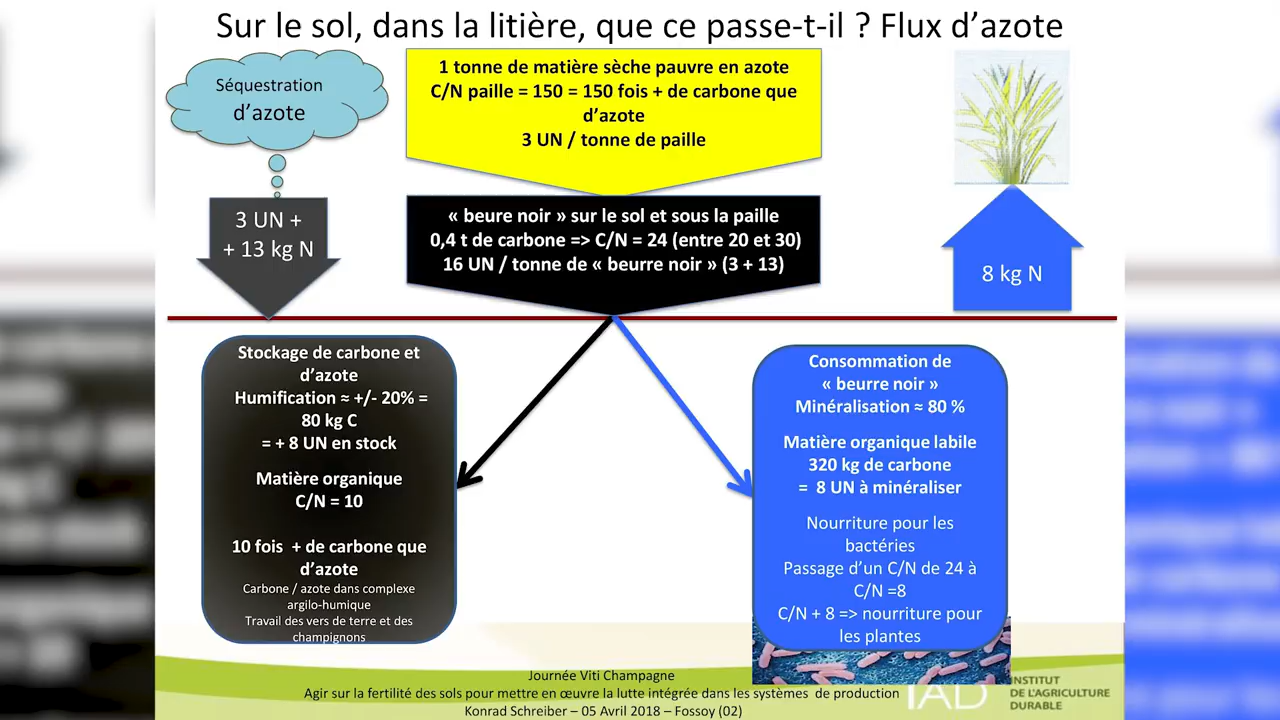 Sur le sol, dans la litière, que ce passe-t-il ? Flux d’azote
Séquestration
d’azote
1 tonne de matière sèche pauvre en azote
C/N paille = 150 = 150 fois + de carbone que
d’azote
3 UN / tonne de paille
3 UN +
+ 13 kg N
« beure noir » sur le sol et sous la paille
0,4 t de carbone => C/N = 24 (entre 20 et 30)
16 UN / tonne de « beurre noir » (3 + 13)
8 kg N
Stockage de carbone et
d’azote
Humification ≈ +/- 20% =
80 kg C
= + 8 UN en stock
Matière organique
C/N = 10
10 fois + de carbone que
d’azote
Carbone / azote dans complexe
argilo-humique
Travail des vers de terre et des
champignons
Consommation de
« beurre noir »
Minéralisation ≈ 80 %
Matière organique labile
320 kg de carbone
= 8 UN à minéraliser
Nourriture pour les
bactéries
Passage d’un C/N de 24 à
C/N =8
C/N + 8 => nourriture pour
les plantes
Journée Viti Champagne
Agir sur la fertilité des sols pour mettre en œuvre la lutte intégrée dans les systèmes de production
Konrad Schreiber – 05 Avril 2018 – Fossoy (02)
IAD
INSTITUT
DE L'AGRICULTURE
DURABLE